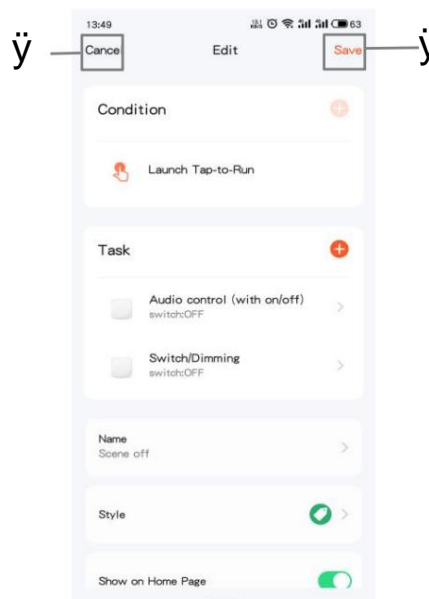 13:49 63
ÿ Cance Edit Save ÿ
Condition
Launch Tap-to-Run
Task
Audio control (with on/off)
switch:OFF
Switch/Dimming
switch:OFF
Name
Scene off
Style
Show on Home Page